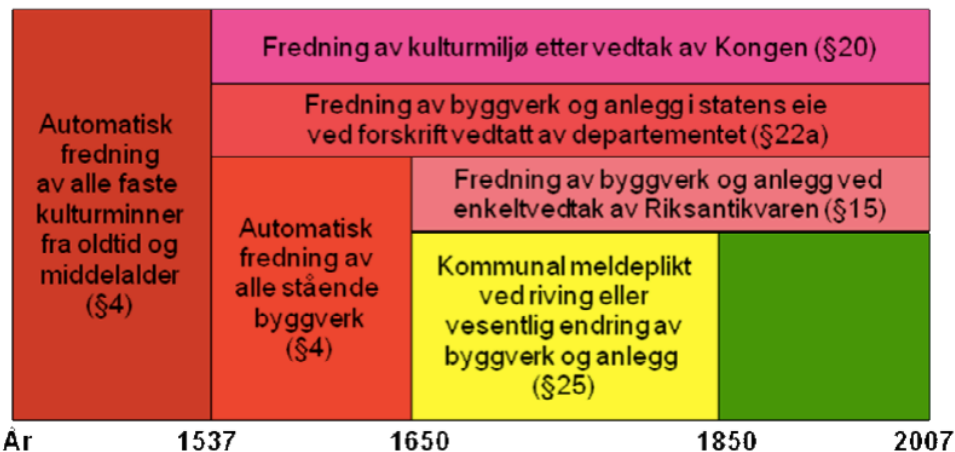 Fredning av kulturmiljø etter vedtak av Kongen (§20)
Fredning av byggverk og anlegg i statens eie
ved forskrift vedtatt av departementet (§22a)
Automatisk
fredning
av alle faste
kulturminner
fra oldtid og
middelalder
(§4)
Fredning av byggverk og anlegg ved
enkeltvedtak av Riksantikvaren (§15)
Automatisk
fredning av
alle stående
byggverk
(§4)
Kommunal meldeplikt
ved riving eller
vesentlig endring av
byggverk og anlegg
(§25)
År 1537 1650 1850 2007